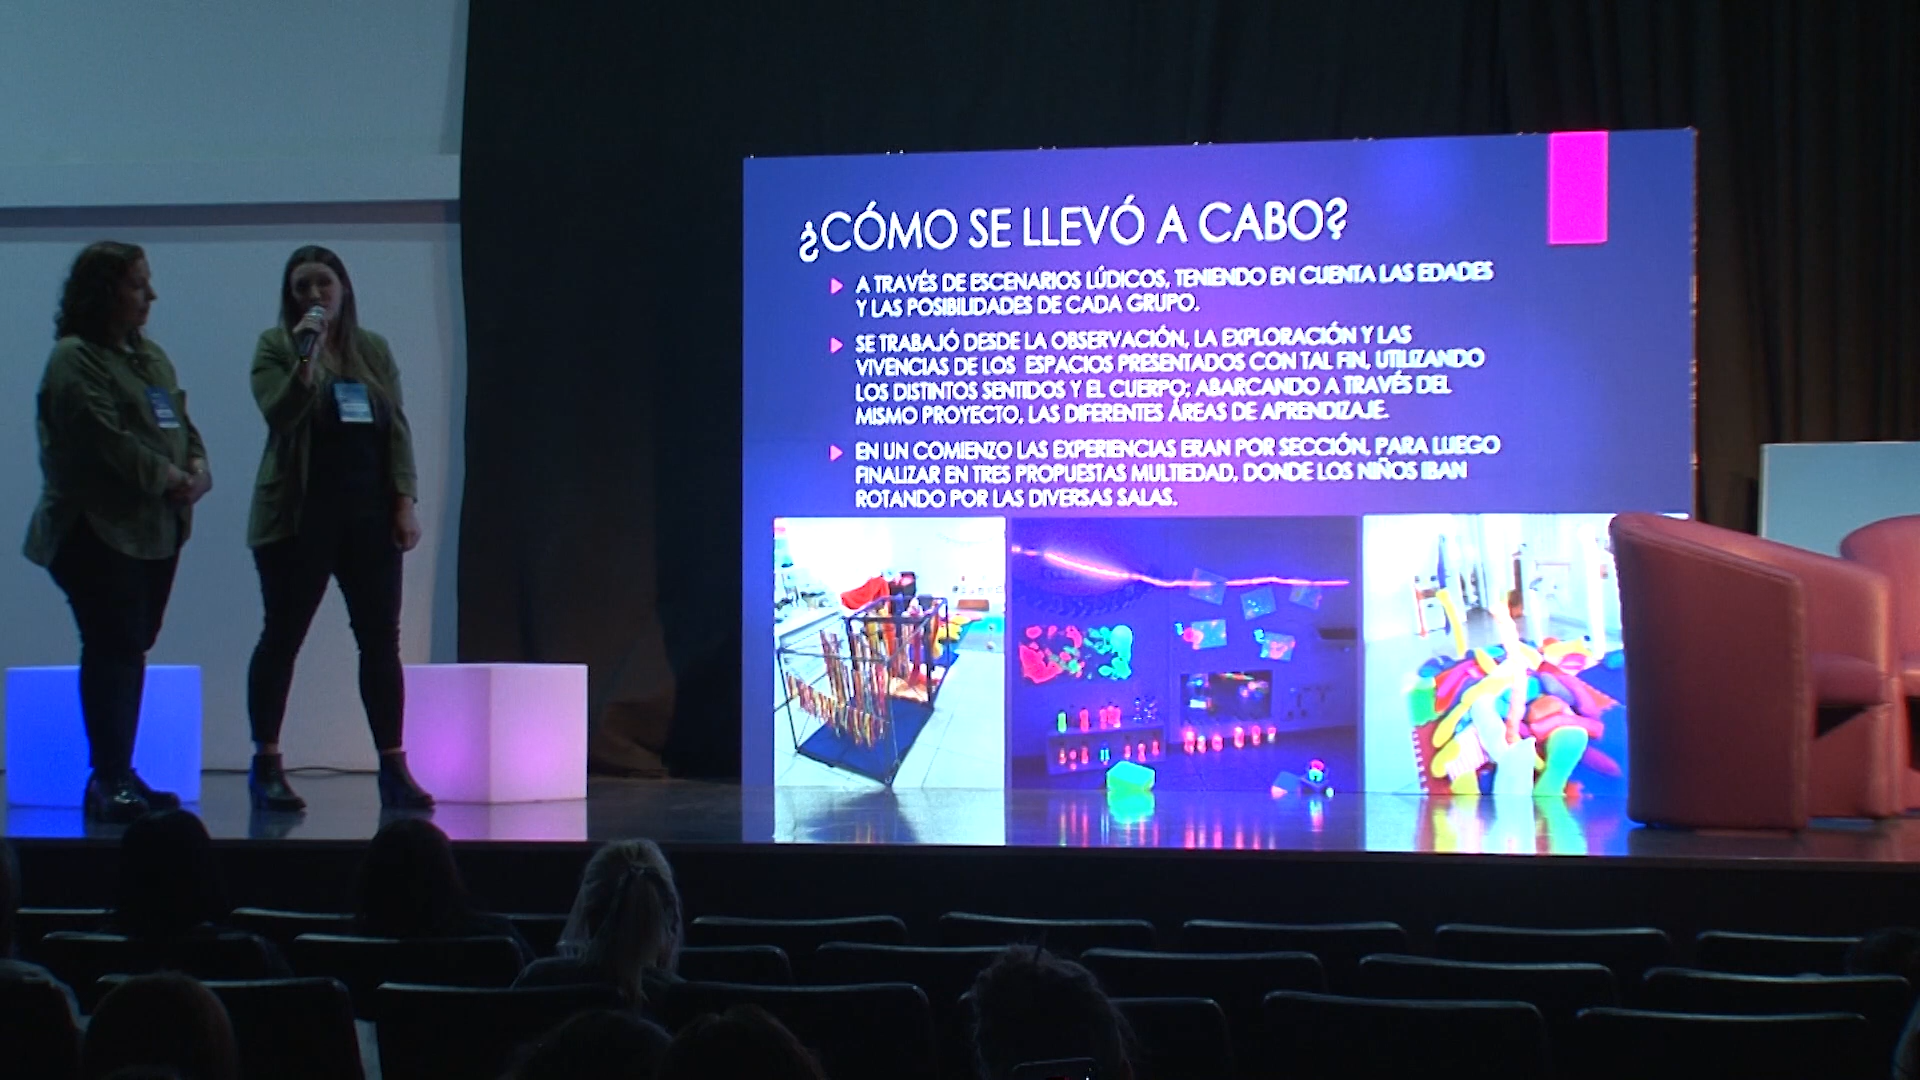 ¿CÓMO SE LLEVÓ A CABO?
A TRAVÉS DE ESCENARIOS LÚDICOS, TENIENDO EN CUENTA LAS EDADES
Y LAS POSIBILIDADES DE CADA GRUPO.
SE TRABAJÓ DESDE LA OBSERVACIÓN, LA EXPLORACIÓN Y LAS
VIVENCIAS DE LOS ESPACIOS PRESENTADOS CON TAL FIN, UTILIZANDO
LOS DISTINTOS SENTIDOS Y EL CUERPO; ABARCANDO A TRAVÉS DEL
MISMO PROYECTO, LAS DIFERENTES ÁREAS DE APRENDIZAJE.
EN UN COMIENZO LAS EXPERIENCIAS ERAN POR SECCIÓN, PARA LUEGO
FINALIZAR EN TRES PROPUESTAS MULTIEDAD, DONDE LOS NIÑOS IBAN
ROTANDO POR LAS DIVERSAS SALAS.